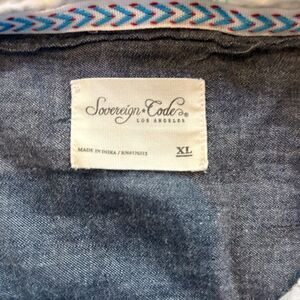 Sovereign Code®
LOS ANGELES
MADE IN INDIA /
XL